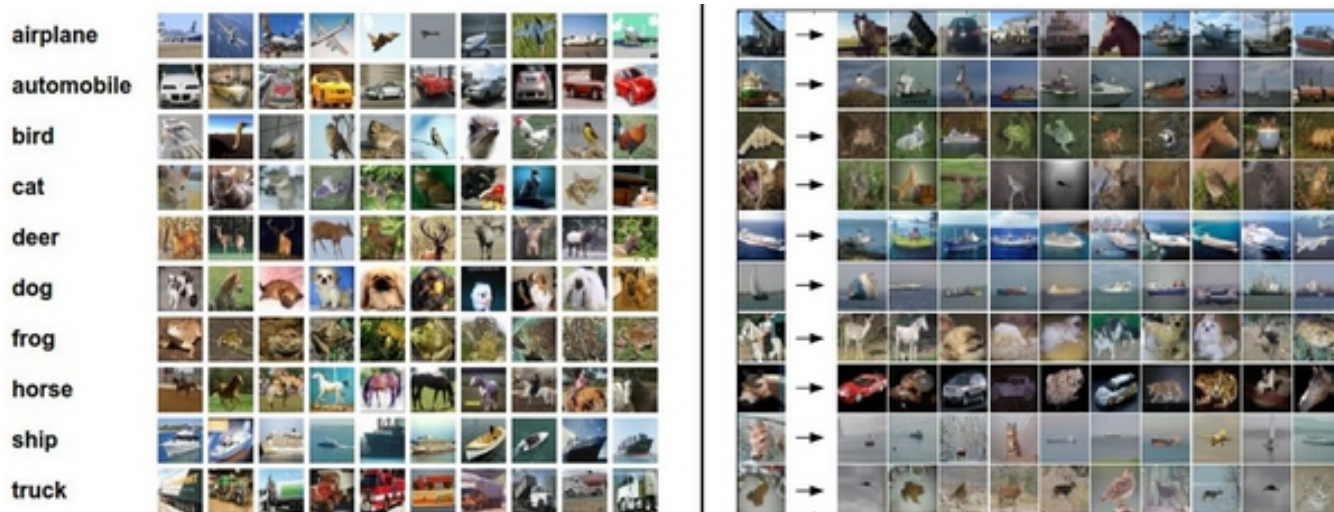 airplane
automobile
bird
cat
deer
dog
frog
horse
ship
truck